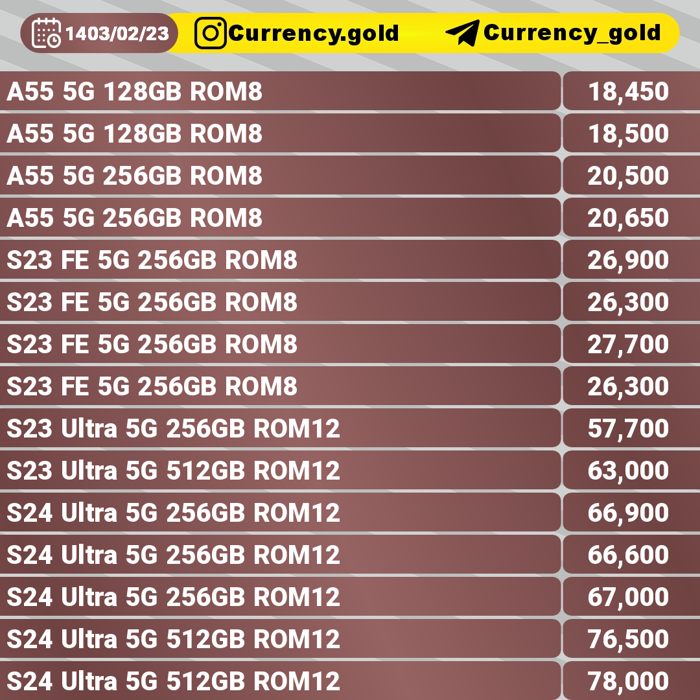 1403/02/23 Currency.gold Currency_gold
A55 5G 128GB ROM8 18,450
A55 5G 128GB ROM8 18,500
A55 5G 256GB ROM8 20,500
A55 5G 256GB ROM8 20,650
S23 FE 5G 256GB ROM8 26,900
S23 FE 5G 256GB ROM8 26,300
S23 FE 5G 256GB ROM8 27,700
S23 FE 5G 256GB ROM8 26,300
S23 Ultra 5G 256GB ROM12 57,700
S23 Ultra 5G 512GB ROM12 63,000
S24 Ultra 5G 256GB ROM12 66,900
S24 Ultra 5G 256GB ROM12 66,600
S24 Ultra 5G 256GB ROM12 67,000
S24 Ultra 5G 512GB ROM12 76,500
S24 Ultra 5G 512GB ROM12 78,000